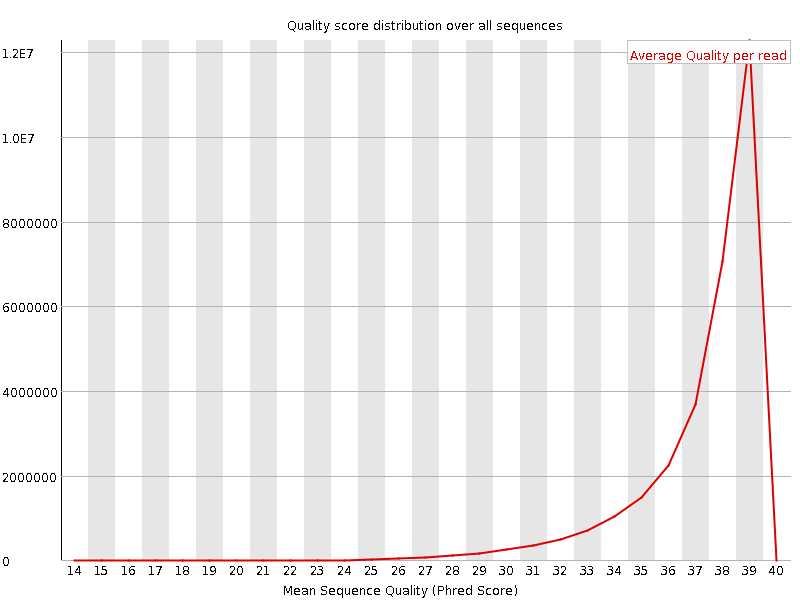 Quality score distribution over all sequences
Average Quality per read
1.2E7
1.0E7
8000000
6000000
4000000
2000000
0
14 15 16 17 18 19 20 21 22 23 24 25 26 27 28 29 30 31 32 33 34 35 36 37 38 39 40
Mean Sequence Quality (Phred Score)